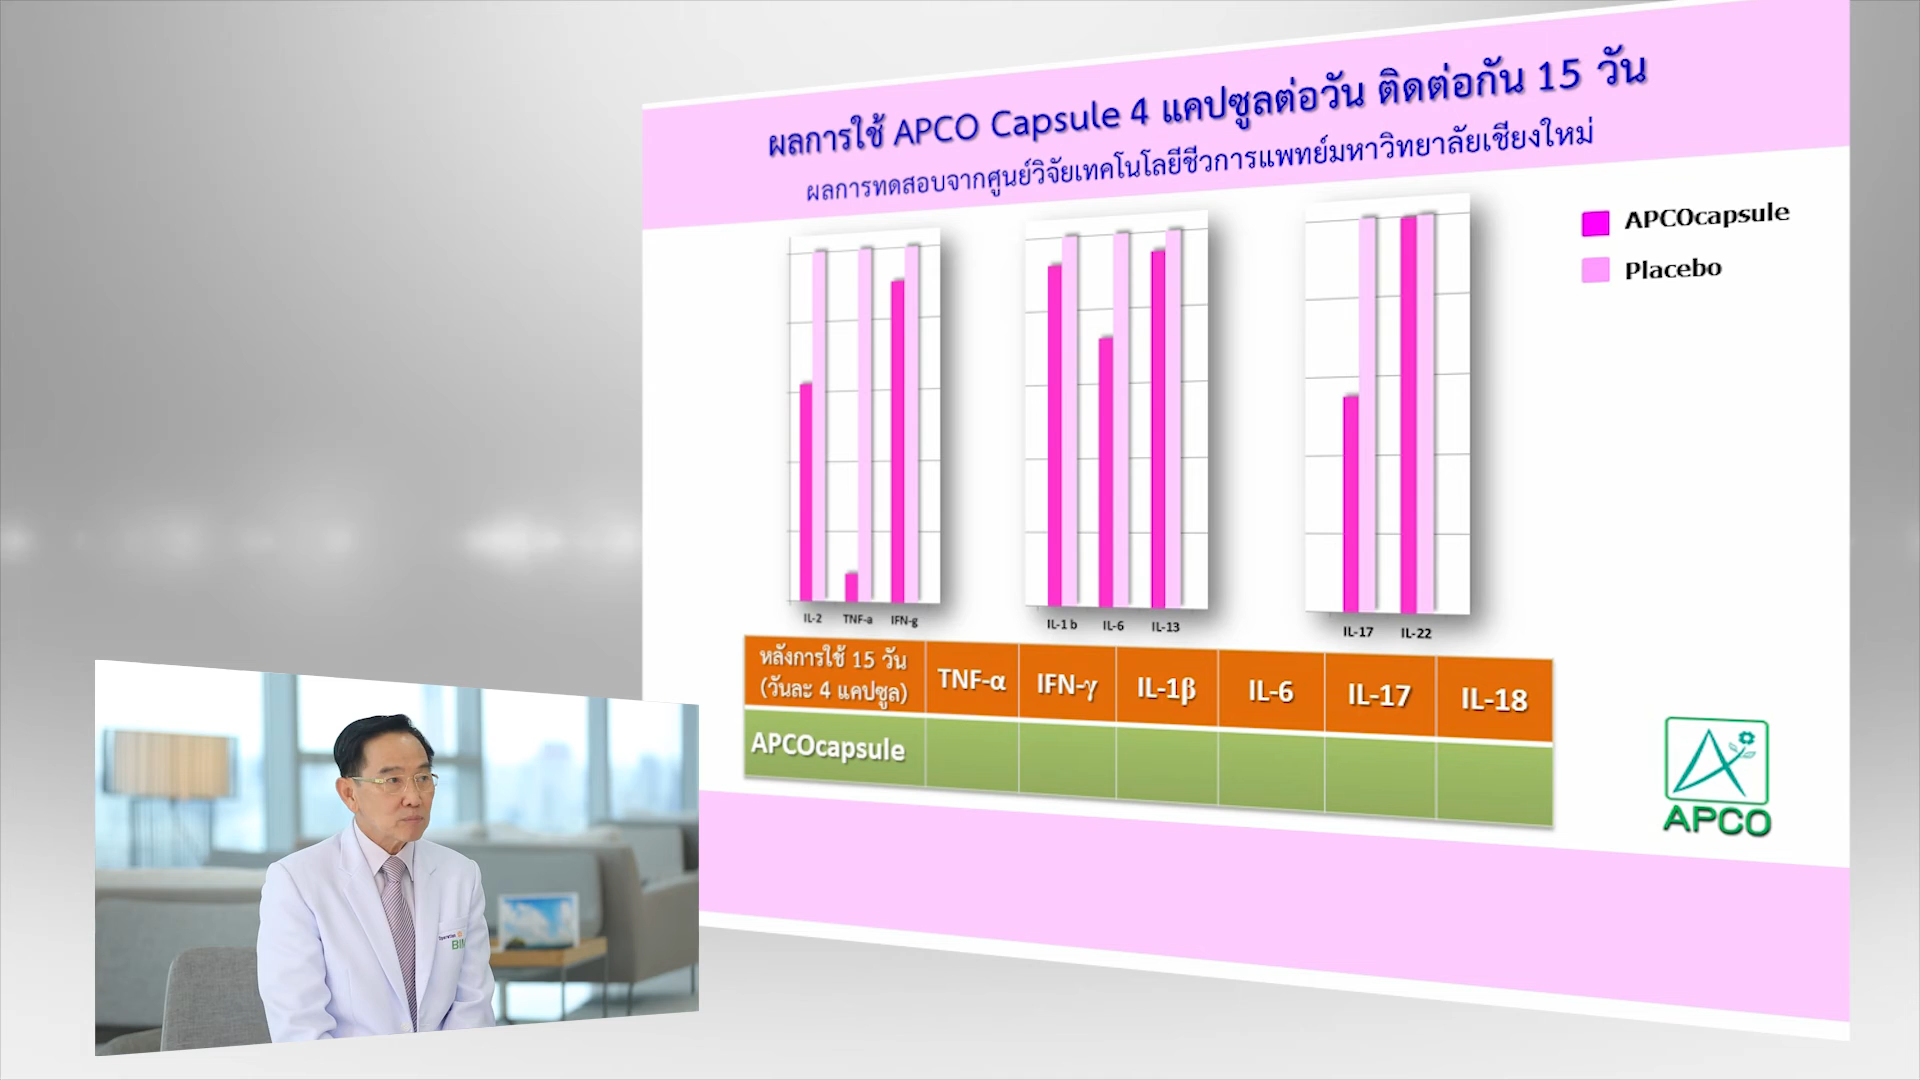 ผลการใช้ APCO Capsule 4 แคปซูลต่อวัน ติดต่อกัน 15 วัน
ผลการทดสอบจากศูนย์วิจัยเทคโนโลยีชีวการแพทย์มหาวิทยาลัยเชียงใหม่
APCOcapsule
Placebo
IL-2 TNF-a IFN-g
IL-1 b IL-6 IL-13
IL-17 IL-22
หลังการใช้ 15 วัน
(วันละ 4 แคปซูล)
TNF-α IFN-γ IL-1β IL-6 IL-17 IL-18
APCOcapsule
APCO
Operation